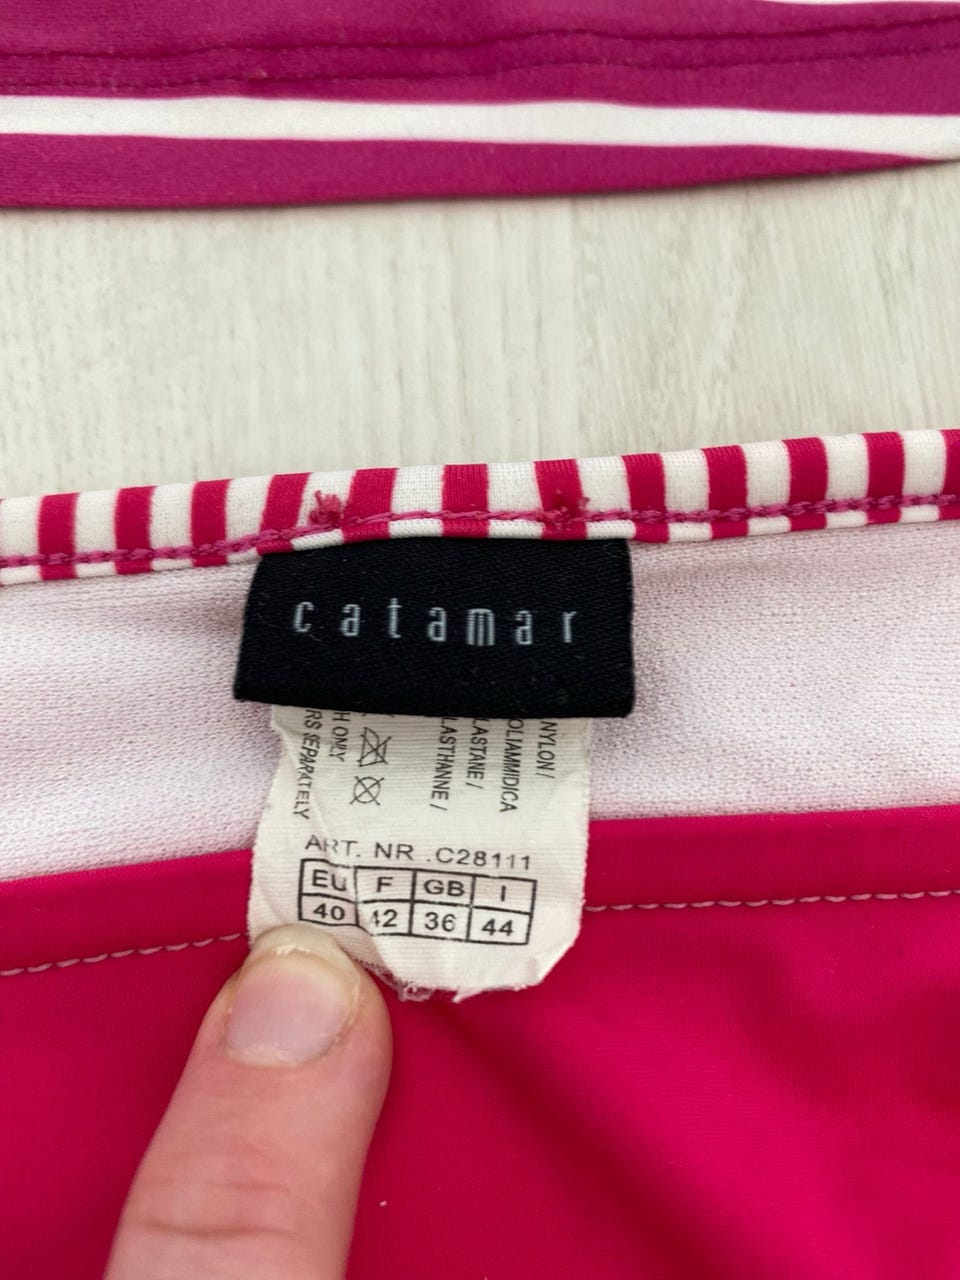 catamar
NYLON/
OLIAMMIDICA
LASTANE/
LASTHANNE/
H ONLY
RS SEPARATELY
ART. NR .C28111
EU F GB I
40 42 36 44